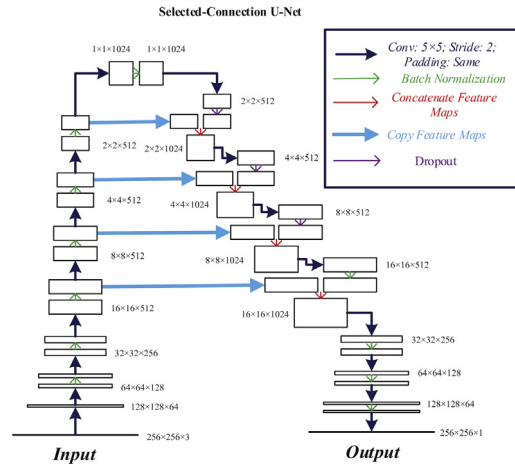 Selected-Connection U-Net
1×1×1024
1×1×1024
Conv: 5×5; Stride: 2;
Padding: Same
Batch Normalization
Concatenate Feature
Maps
Copy Feature Maps
Dropout
2×2×512
2×2×512
2×2×1024
4×4×512
4×4×512
4×4×1024
8×8×512
8×8×512
8×8×1024
16×16×512
16×16×512
16×16×1024
32×32×256
32×32×256
64×64×128
64×64×128
128×128×64
128×128×64
256×256×3
256×256×1
Input
Output